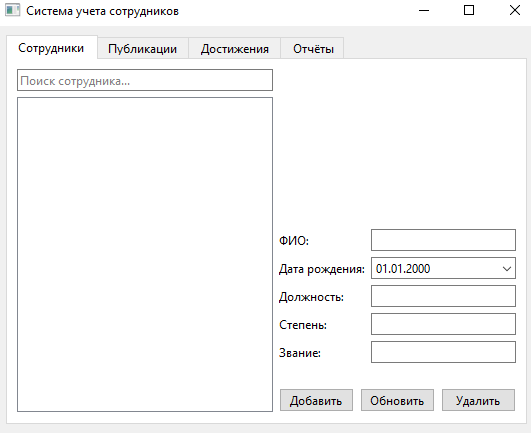 Система учета сотрудников
Сотрудники Публикации Достижения Отчёты
Поиск сотрудника...
ФИО:
Дата рождения: 01.01.2000
Должность:
Степень:
Звание:
Добавить Обновить Удалить